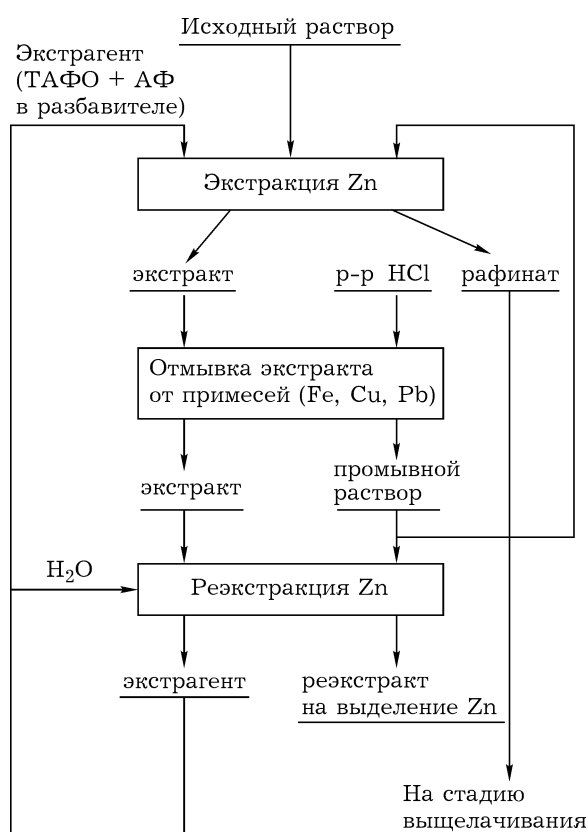 Исходный раствор
Экстрагент
(ТАФО + АФ
в разбавителе)
Экстракция Zn
экстракт
р-р HCl
рафинат
Отмывка экстракта
от примесей (Fe, Cu, Pb)
экстракт
промывной
раствор
H₂O
Реэкстракция Zn
экстрагент
реэкстракт
на выделение Zn
На стадию
выщелачивания